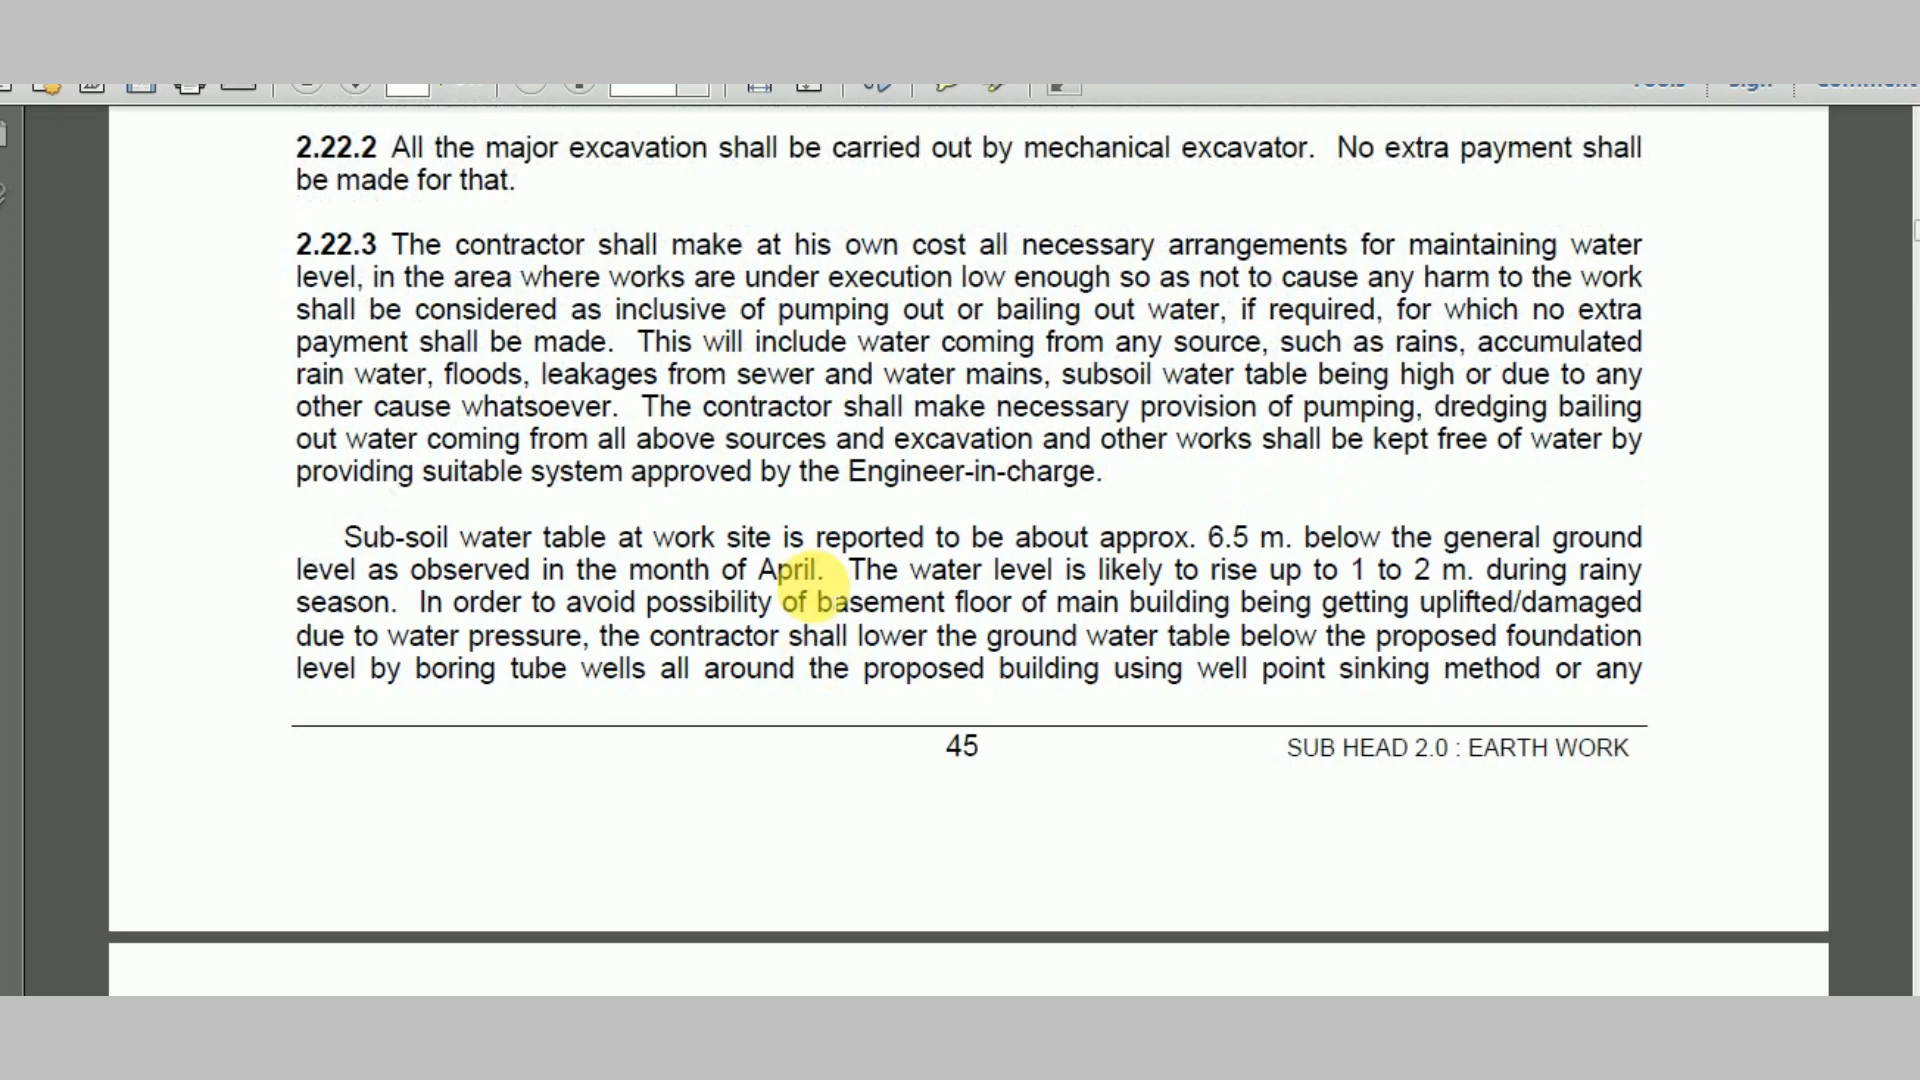 2.22.2 All the major excavation shall be carried out by mechanical excavator. No extra payment shall
be made for that.
2.22.3 The contractor shall make at his own cost all necessary arrangements for maintaining water
level, in the area where works are under execution low enough so as not to cause any harm to the work
shall be considered as inclusive of pumping out or bailing out water, if required, for which no extra
payment shall be made. This will include water coming from any source, such as rains, accumulated
rain water, floods, leakages from sewer and water mains, subsoil water table being high or due to any
other cause whatsoever. The contractor shall make necessary provision of pumping, dredging bailing
out water coming from all above sources and excavation and other works shall be kept free of water by
providing suitable system approved by the Engineer-in-charge.
Sub-soil water table at work site is reported to be about approx. 6.5 m. below the general ground
level as observed in the month of April. The water level is likely to rise up to 1 to 2 m. during rainy
season. In order to avoid possibility of basement floor of main building being getting uplifted/damaged
due to water pressure, the contractor shall lower the ground water table below the proposed foundation
level by boring tube wells all around the proposed building using well point sinking method or any
45
SUB HEAD 2.0 : EARTH WORK